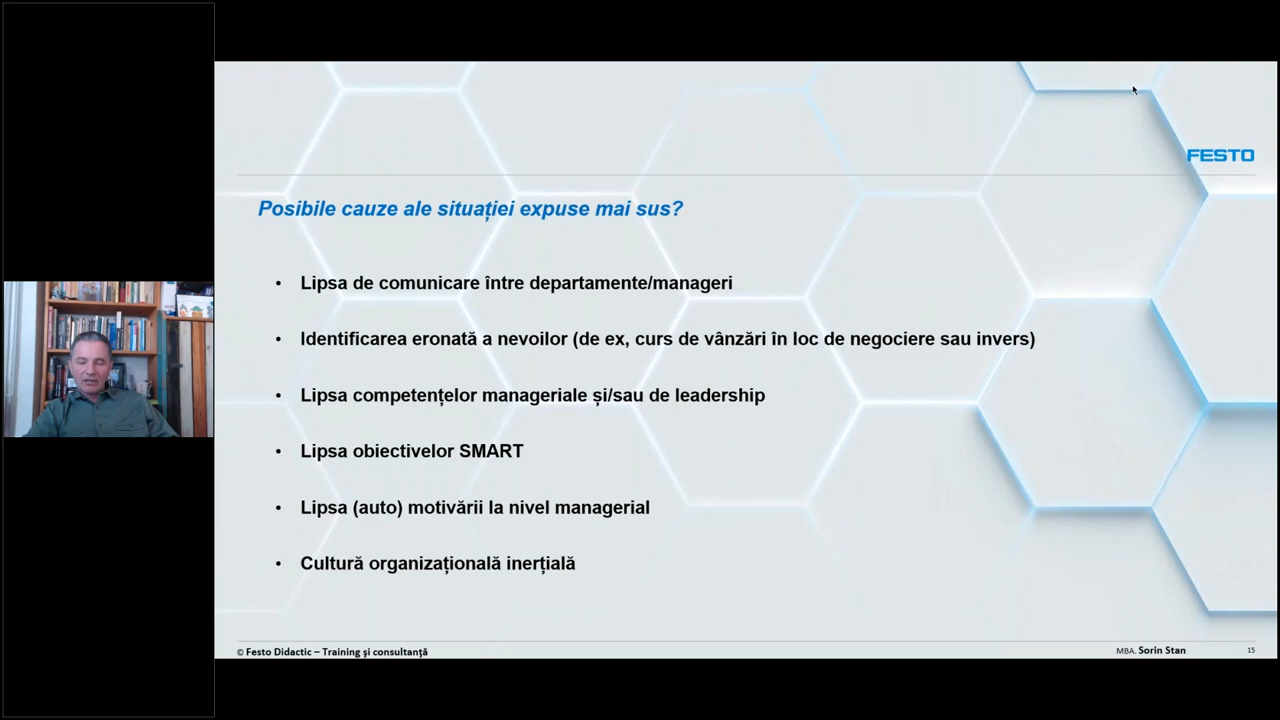 FESTO
Posibile cauze ale situației expuse mai sus?
• Lipsa de comunicare între departamente/manageri
• Identificarea eronată a nevoilor (de ex, curs de vânzări în loc de negociere sau invers)
• Lipsa competențelor manageriale și/sau de leadership
• Lipsa obiectivelor SMART
• Lipsa (auto) motivării la nivel managerial
• Cultură organizațională inerțială
© Festo Didactic – Training şi consultanţă
MBA. Sorin Stan
15